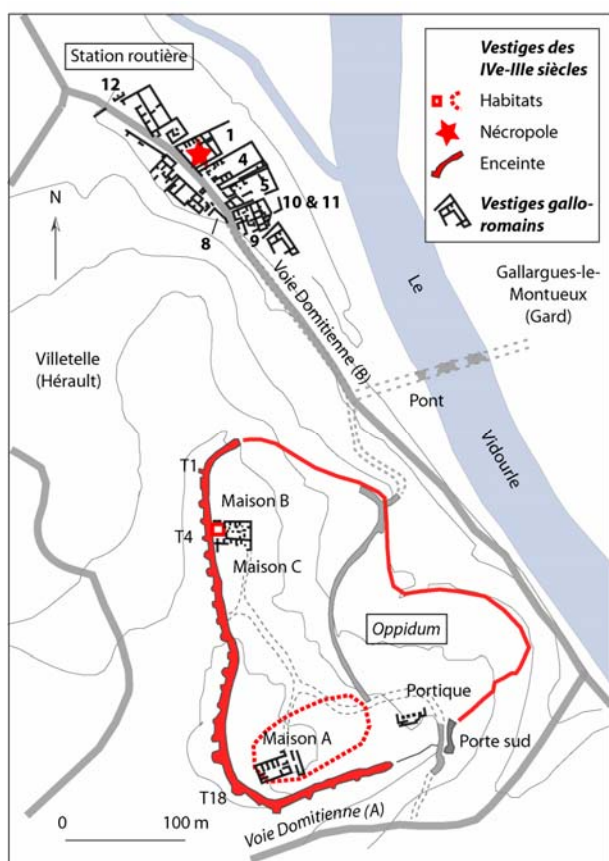 Station routière
12
1
4
5
10 & 11
8
9
N
Vestiges des
IVe-IIIe siècles
Habitats
Nécropole
Enceinte
Vestiges gallo-
romains
Voie Domitienne (B)
Le
Vidourle
Gallargues-le-
Montueux
(Gard)
Villetelle
(Hérault)
Pont
T1
Maison B
T4
Maison C
Oppidum
Portique
Maison A
Porte sud
T18
0 100 m
Voie Domitienne (A)